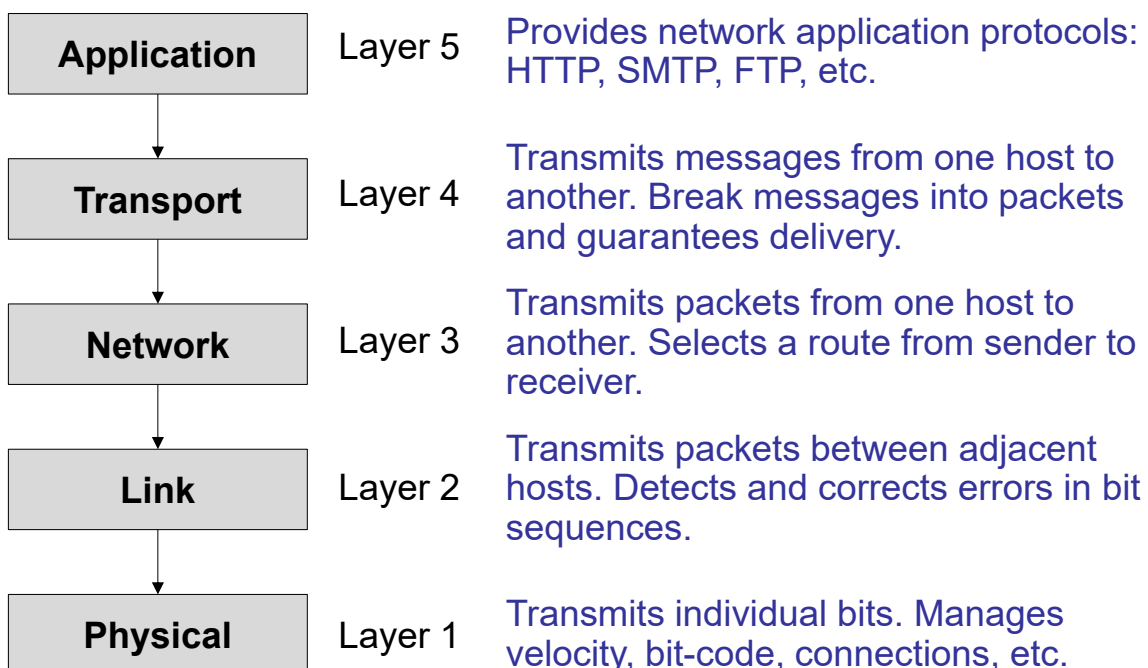 Application
Layer 5
Provides network application protocols:
HTTP, SMTP, FTP, etc.
Transport
Layer 4
Transmits messages from one host to
another. Break messages into packets
and guarantees delivery.
Network
Layer 3
Transmits packets from one host to
another. Selects a route from sender to
receiver.
Link
Layer 2
Transmits packets between adjacent
hosts. Detects and corrects errors in bit
sequences.
Physical
Layer 1
Transmits individual bits. Manages
velocity, bit-code, connections, etc.